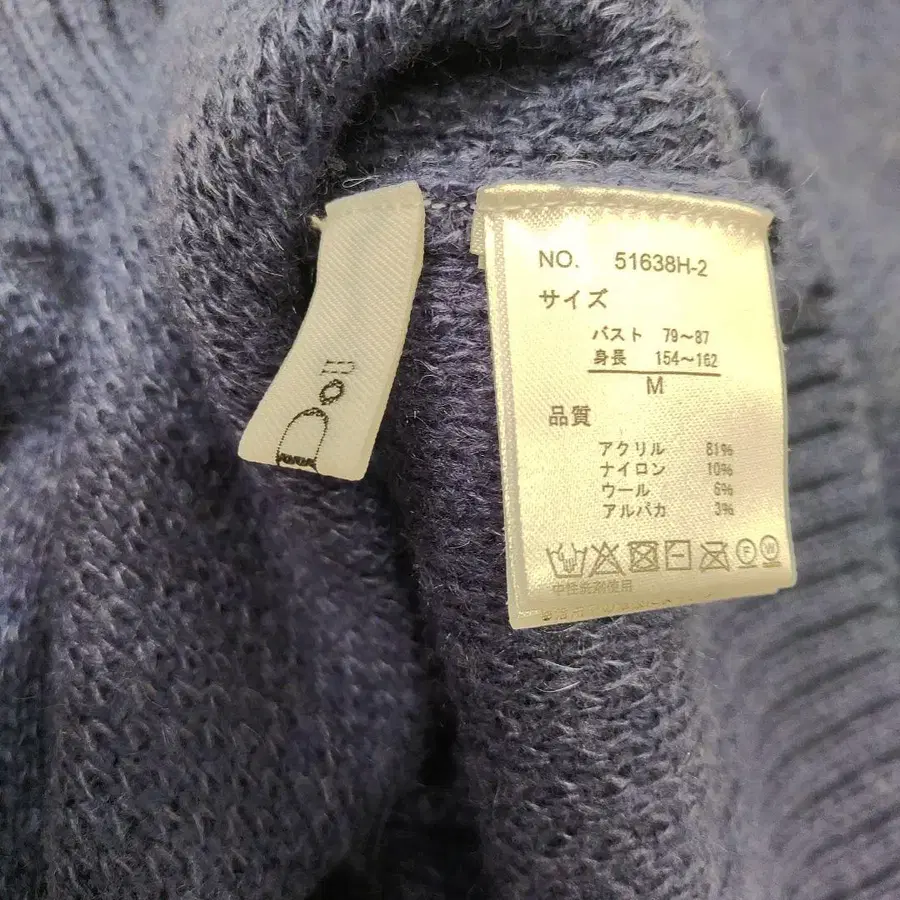 Doll
NO. 51638H-2
サイズ
バスト 79～87
身長 154～162
M
品質
アクリル 81%
ナイロン 10%
ウール 6%
アルパカ 3%
F W
中性洗剤使用